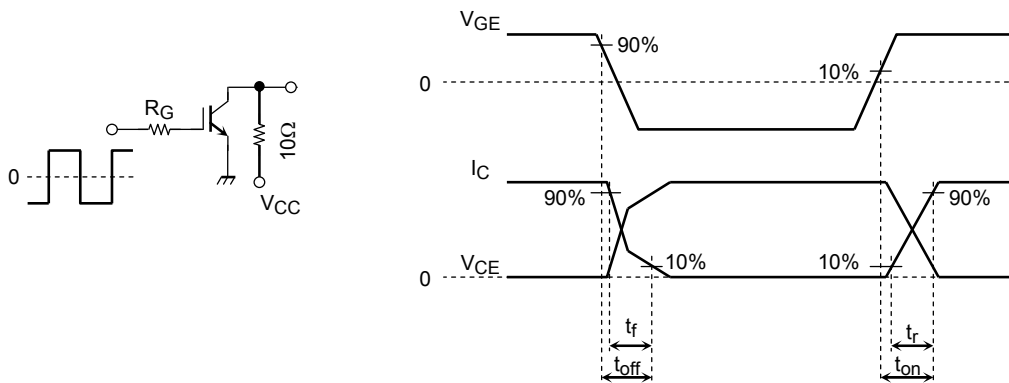 R_G
10Ω
0
V_CC
V_GE
90%
0
10%
I_C
90%
90%
V_CE
0
10%
10%
t_f
t_r
t_off
t_on